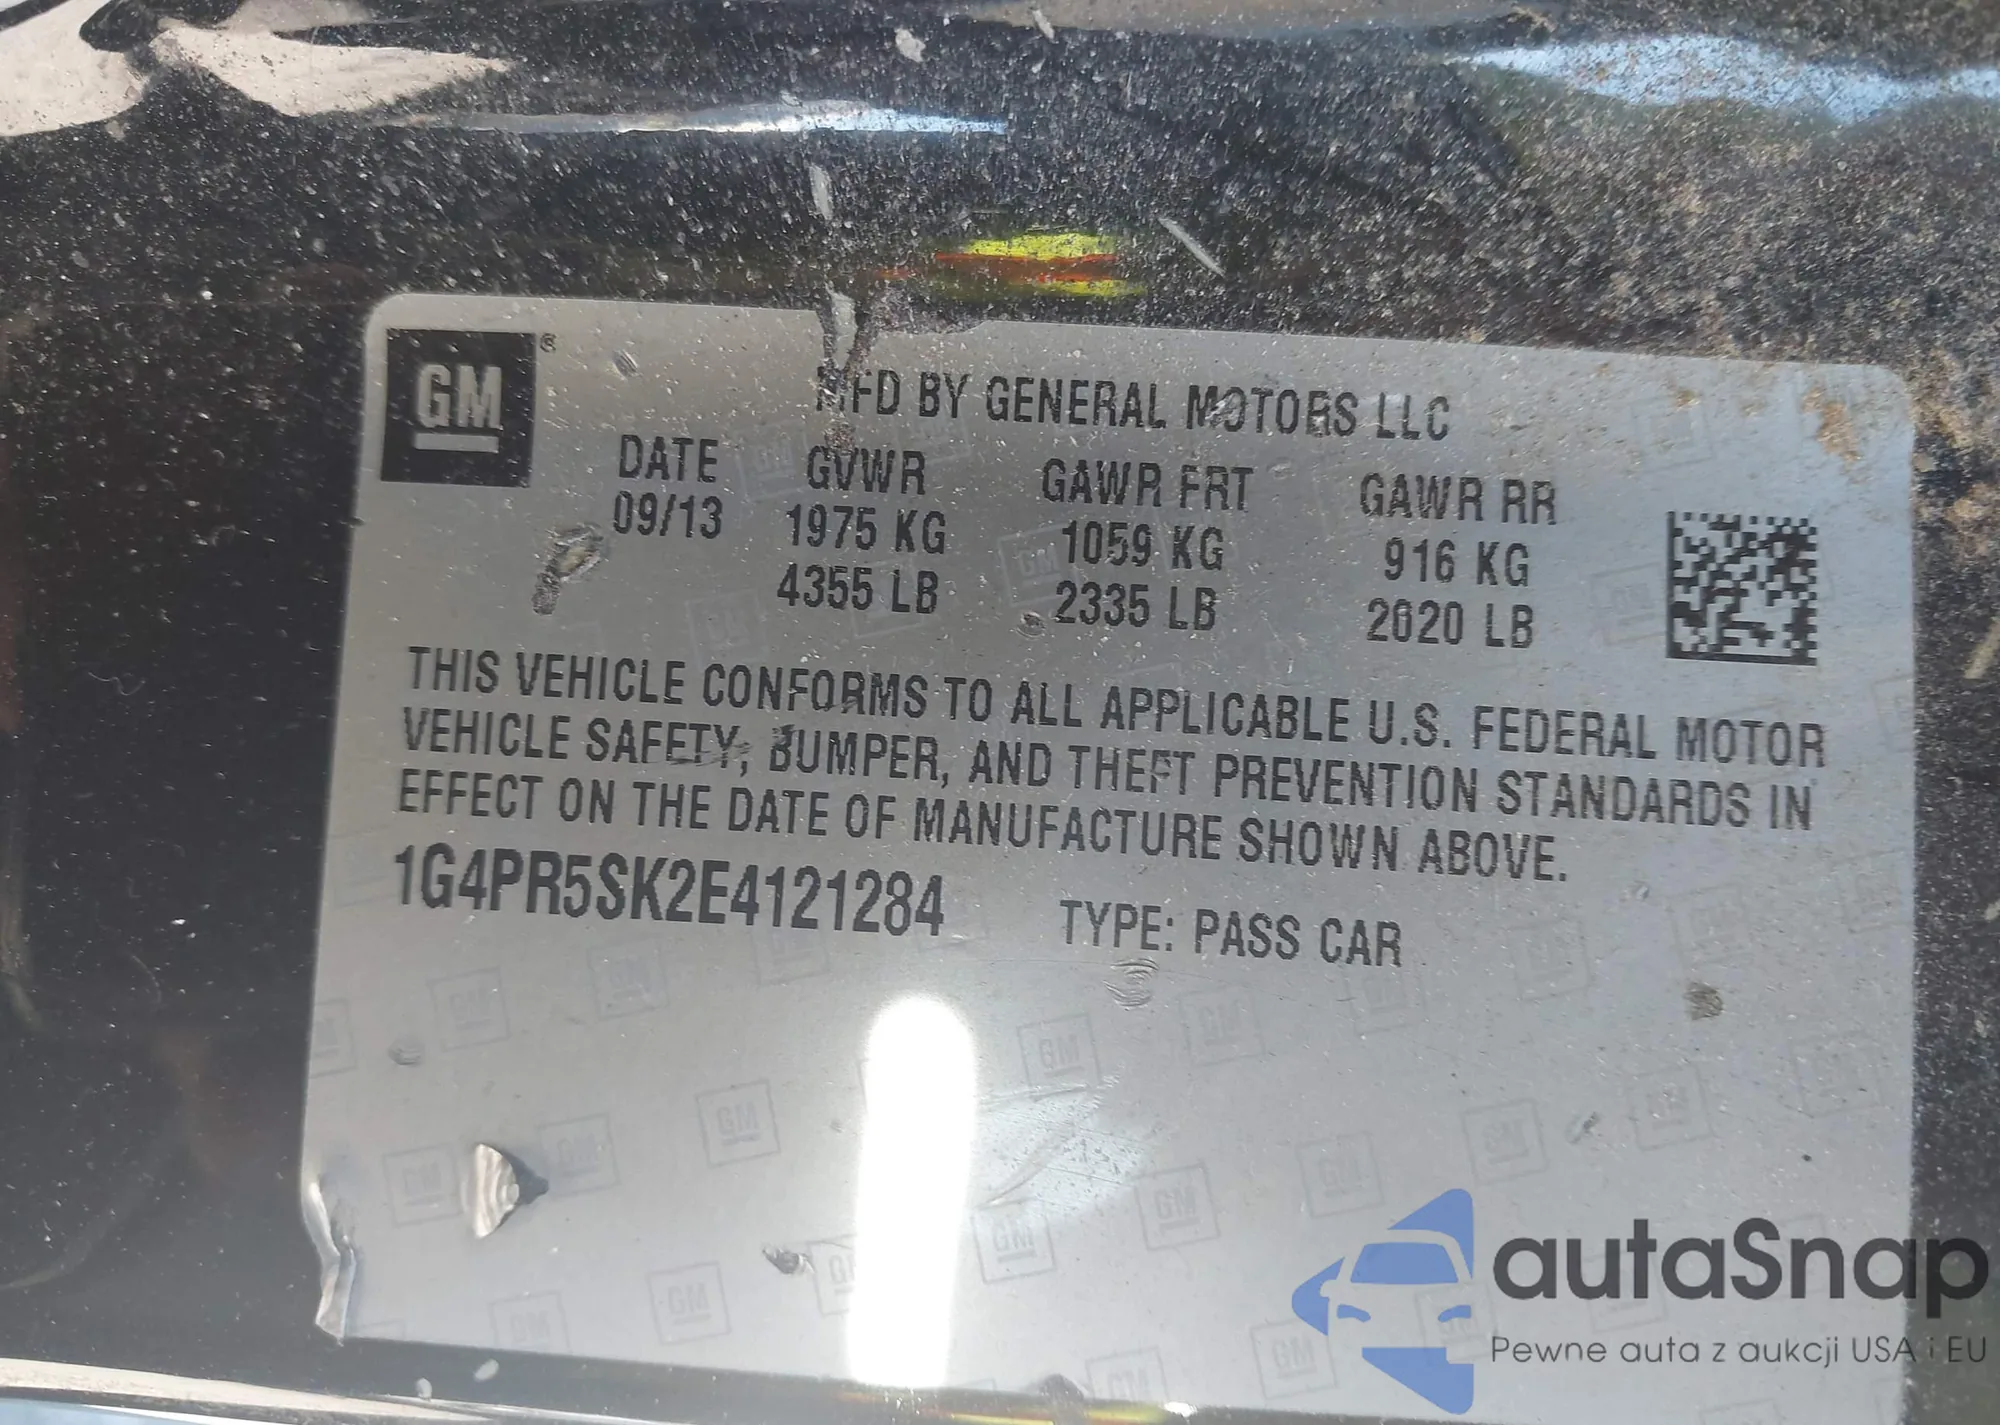 GM ®
MFD BY GENERAL MOTORS LLC
DATE GVWR GAWR FRT GAWR RR
09/13 1975 KG 1059 KG 916 KG
4355 LB 2335 LB 2020 LB
THIS VEHICLE CONFORMS TO ALL APPLICABLE U.S. FEDERAL MOTOR
VEHICLE SAFETY, BUMPER, AND THEFT PREVENTION STANDARDS IN
EFFECT ON THE DATE OF MANUFACTURE SHOWN ABOVE.
1G4PR5SK2E4121284 TYPE: PASS CAR
autaSnap
Pewne auta z aukcji USA i EU